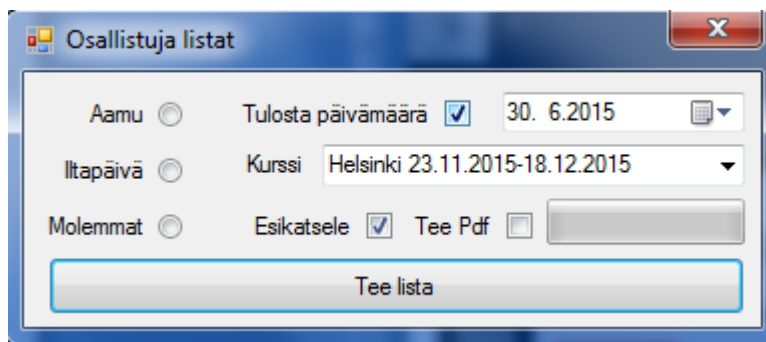 Osallistuja listat
Aamu Tulosta päivämäärä 30. 6.2015
Iltapäivä Kurssi Helsinki 23.11.2015-18.12.2015
Molemmat Esikatsele Tee Pdf
Tee lista